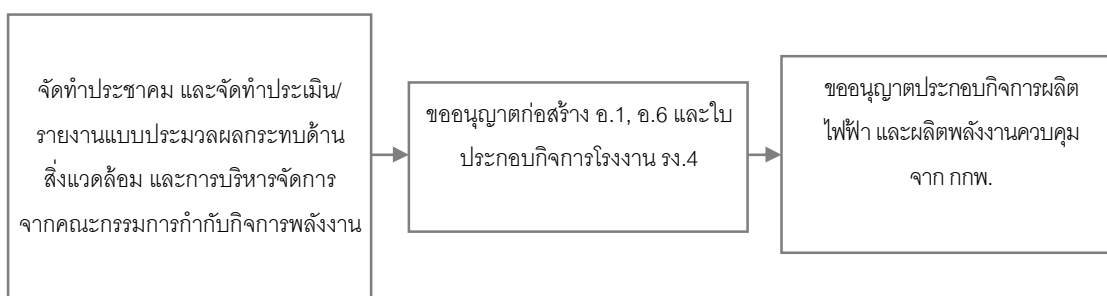 จัดทำประชาคม และจัดทำประเมิน/
รายงานแบบประมวลผลกระทบด้าน
สิ่งแวดล้อม และการบริหารจัดการ
จากคณะกรรมการกำกับกิจการพลังงาน
ขออนุญาตก่อสร้าง อ.1, อ.6 และใบ
ประกอบกิจการโรงงาน รง.4
ขออนุญาตประกอบกิจการผลิต
ไฟฟ้า และผลิตพลังงานควบคุม
จาก กกพ.